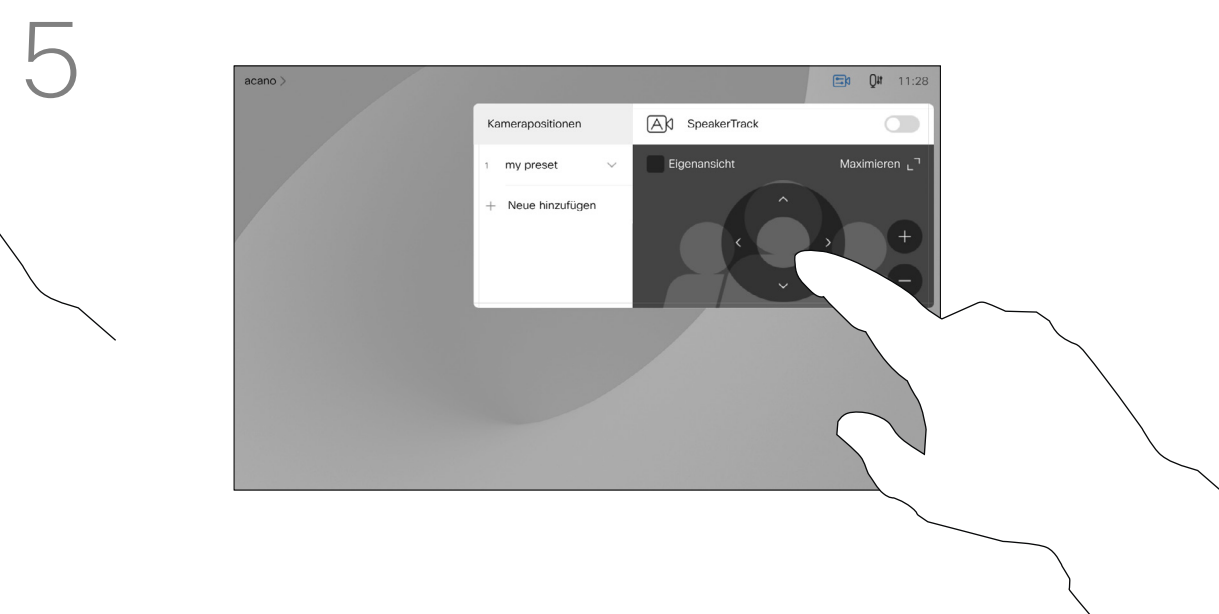 5
acano >
11:28
Kamerapositionen
SpeakerTrack
1 my preset
Eigenansicht
Maximieren
+ Neue hinzufügen